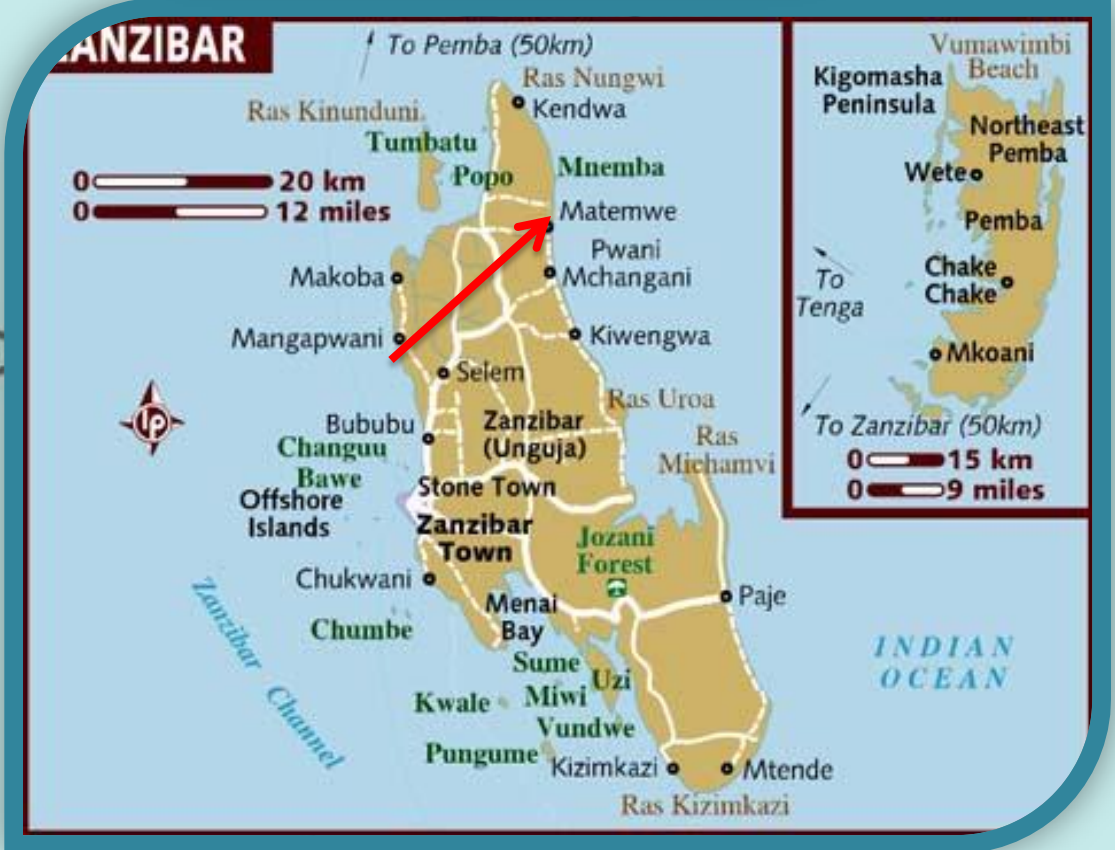 ZANZIBAR
To Pemba (50km)
Ras Nungwi
Kendwa
Ras Kinunduni
Tumbatu
Popo
Mnemba
0 20 km
0 12 miles
Matemwe
Pwani
Mchangani
Makoba
Mangapwani
Kiwengwa
Selem
Ras Uroa
Bububu
Zanzibar
(Unguja)
Changuu
Bawe
Ras
Michamvi
Stone Town
Offshore
Islands
Zanzibar
Town
Jozani
Forest
Chukwani
Menai
Bay
Paje
Zanzibar Channel
Chumbe
INDIAN
OCEAN
Sume
Uzi
Miwi
Kwale
Vundwe
Pungume
Kizimkazi
Mtende
Ras Kizimkazi
lp
Vumawimbi
Beach
Kigomasha
Peninsula
Northeast
Pemba
Wete
Pemba
To
Tenga
Chake
Chake
Mkoani
To Zanzibar (50km)
0 15 km
0 9 miles